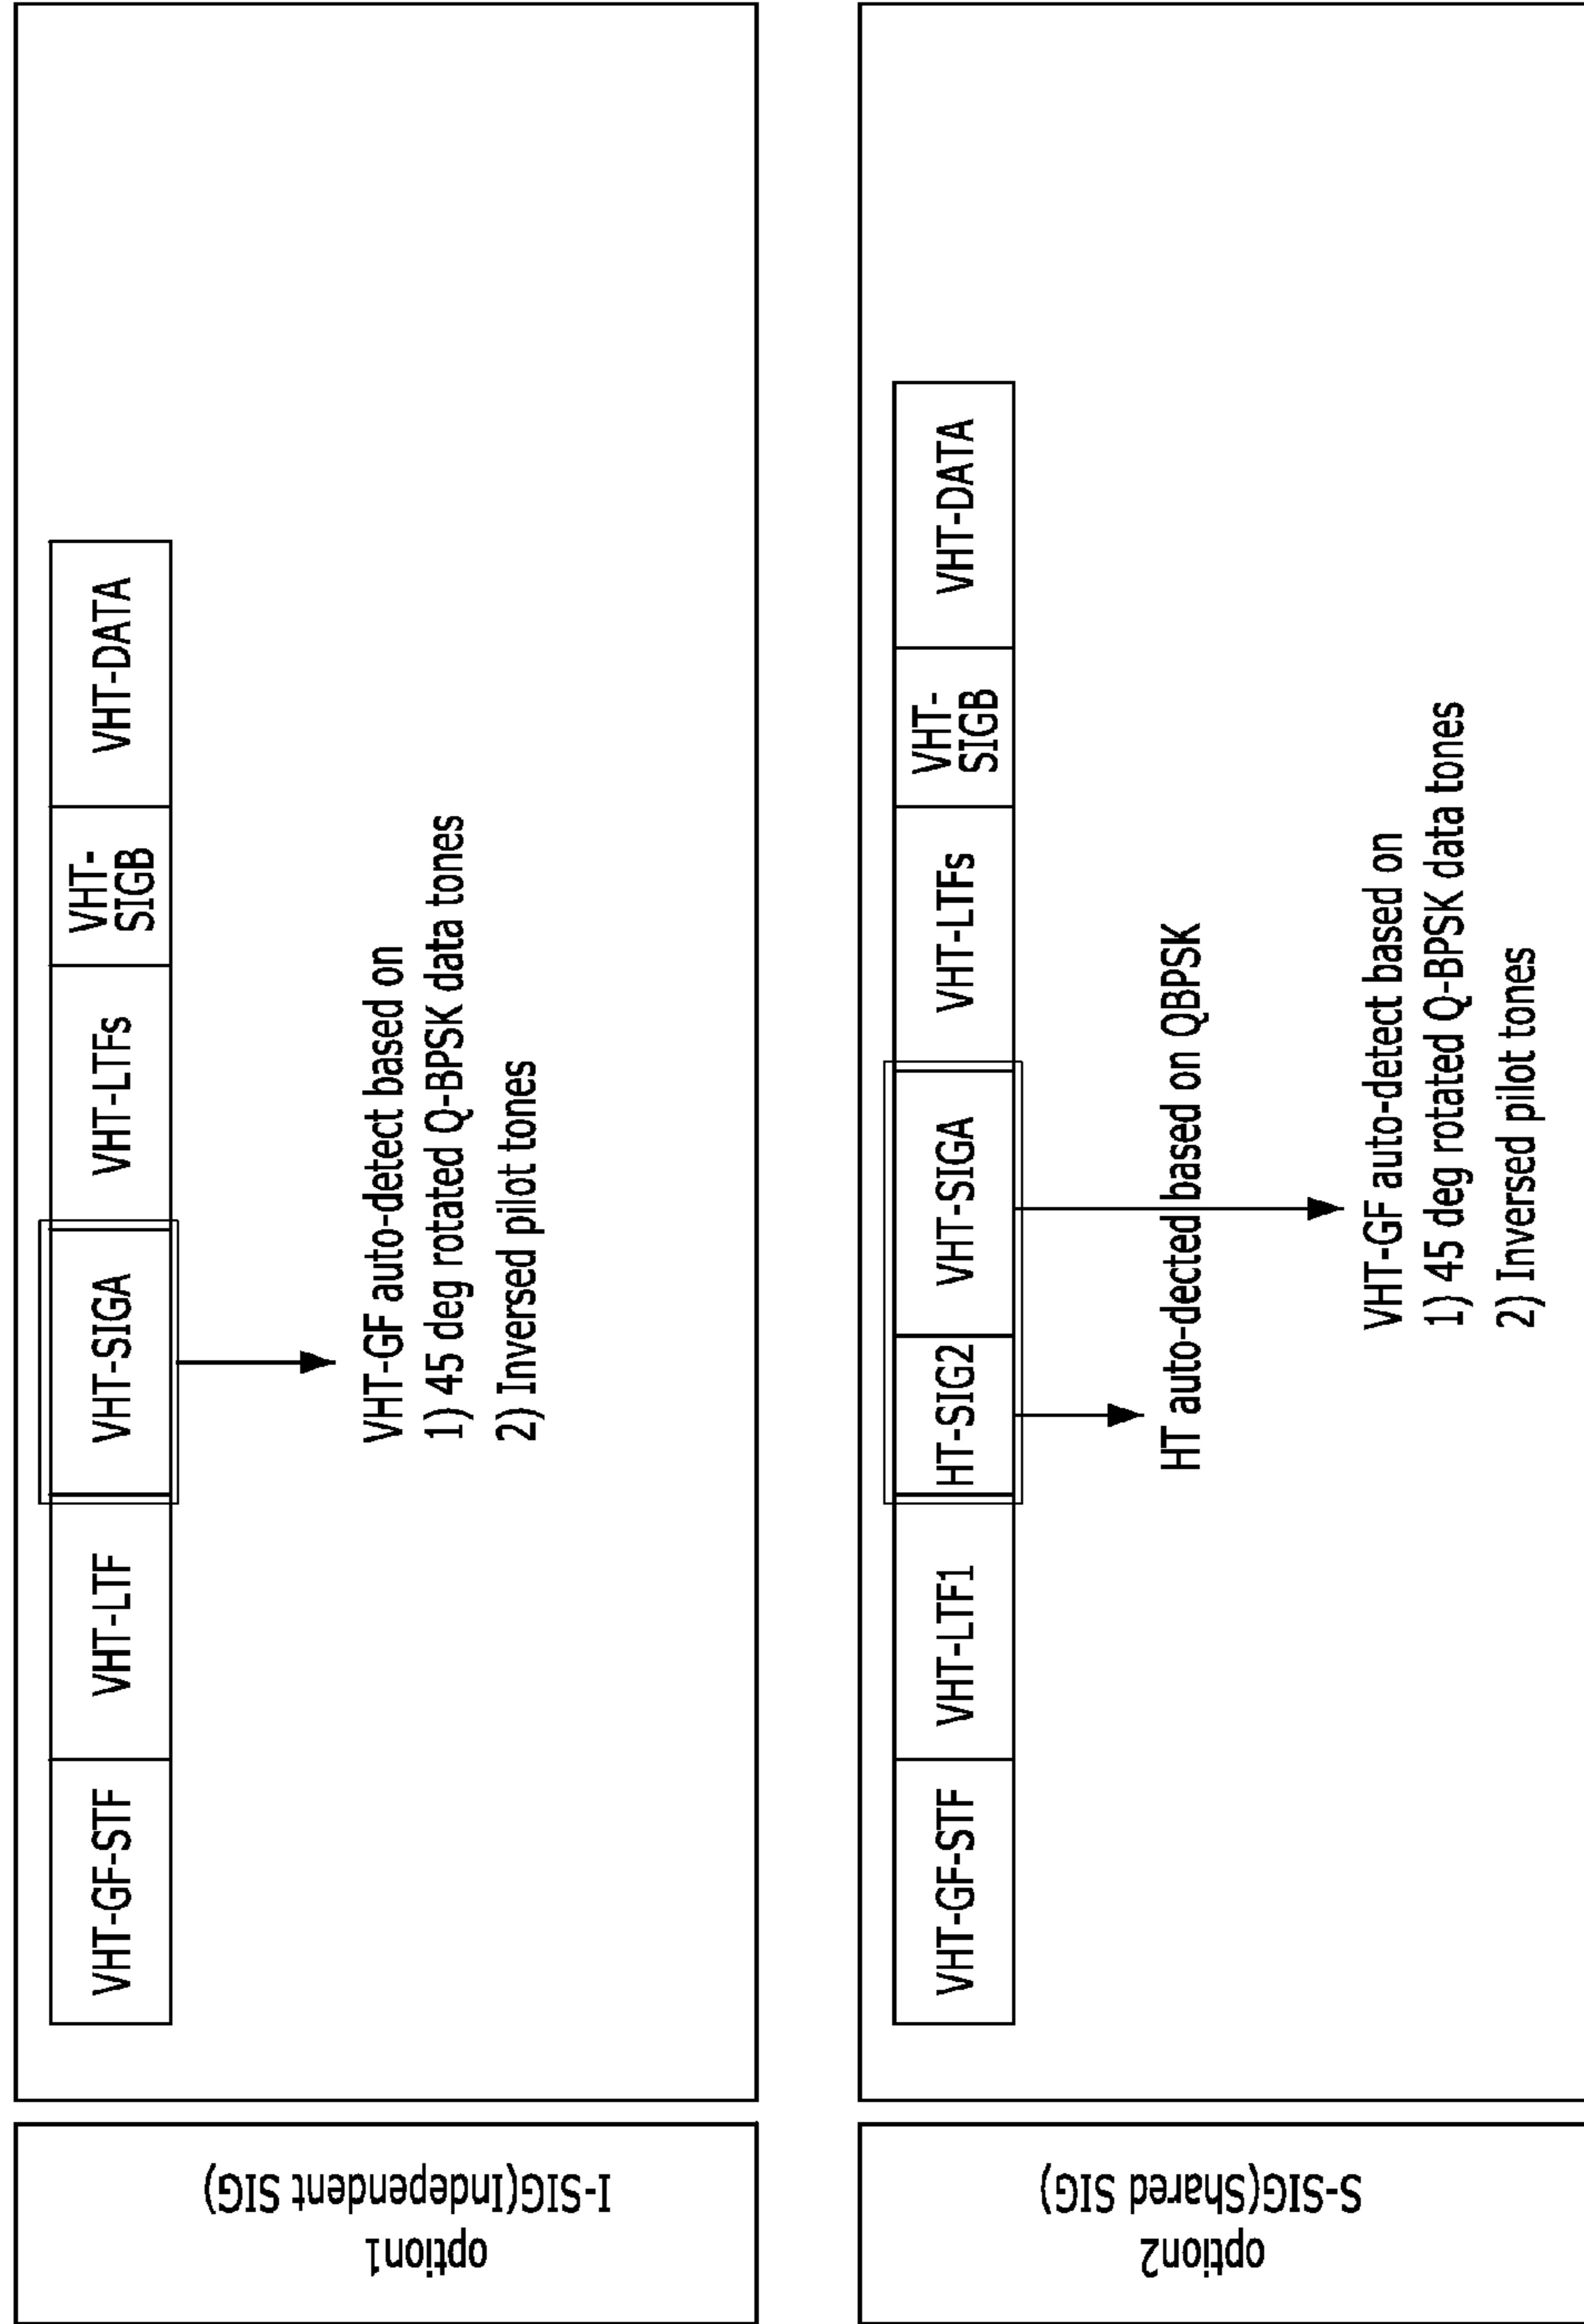 option1
I-SIG(Independent SIG)
VHT-GF-STF
VHT-LTF
VHT-SIGA
VHT-LTFs
VHT-
SIGB
VHT-DATA
VHT-GF auto-detect based on
1) 45 deg rotated Q-BPSK data tones
2) Inversed pilot tones
option2
S-SIG(Shared SIG)
VHT-GF-STF
VHT-LTF1
HT-SIG2
VHT-SIGA
VHT-LTFs
VHT-
SIGB
VHT-DATA
HT auto-dected based on QBPSK
VHT-GF auto-detect based on
1) 45 deg rotated Q-BPSK data tones
2) Inversed pilot tones